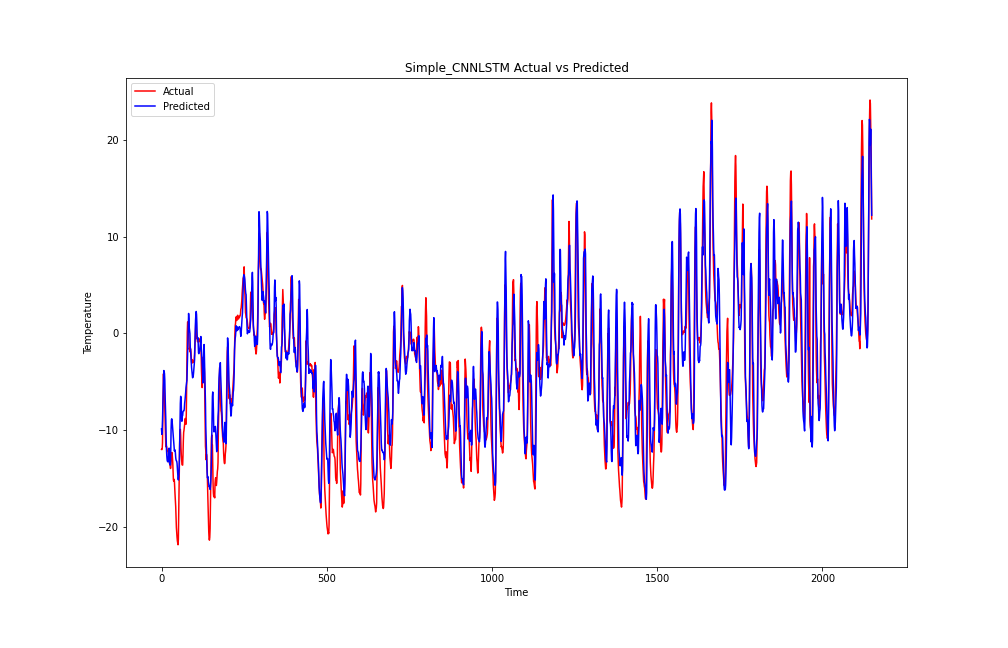 Simple_CNNLSTM Actual vs Predicted
Actual
Predicted
Temperature
20
10
0
−10
−20
0
500
1000
1500
2000
Time